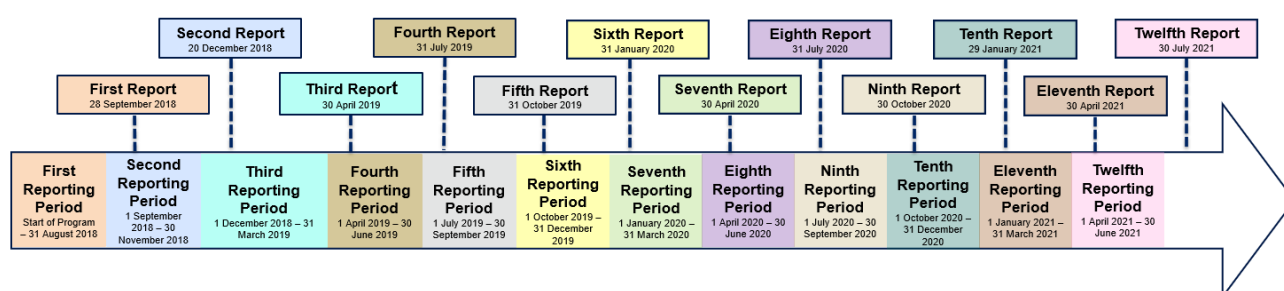 Second Report
20 December 2018
Fourth Report
31 July 2019
Sixth Report
31 January 2020
Eighth Report
31 July 2020
Tenth Report
29 January 2021
Twelfth Report
30 July 2021
First Report
28 September 2018
Third Report
30 April 2019
Fifth Report
31 October 2019
Seventh Report
30 April 2020
Ninth Report
30 October 2020
Eleventh Report
30 April 2021
First
Reporting
Period
Start of Program
– 31 August 2018
Second
Reporting
Period
1 September
2018 – 30
November 2018
Third
Reporting
Period
1 December 2018 – 31
March 2019
Fourth
Reporting
Period
1 April 2019 – 30
June 2019
Fifth
Reporting
Period
1 July 2019 – 30
September 2019
Sixth
Reporting
Period
1 October 2019 –
31 December
2019
Seventh
Reporting
Period
1 January 2020 –
31 March 2020
Eighth
Reporting
Period
1 April 2020 – 30
June 2020
Ninth
Reporting
Period
1 July 2020 – 30
September 2020
Tenth
Reporting
Period
1 October 2020 –
31 December
2020
Eleventh
Reporting
Period
1 January 2021 –
31 March 2021
Twelfth
Reporting
Period
1 April 2021 – 30
June 2021